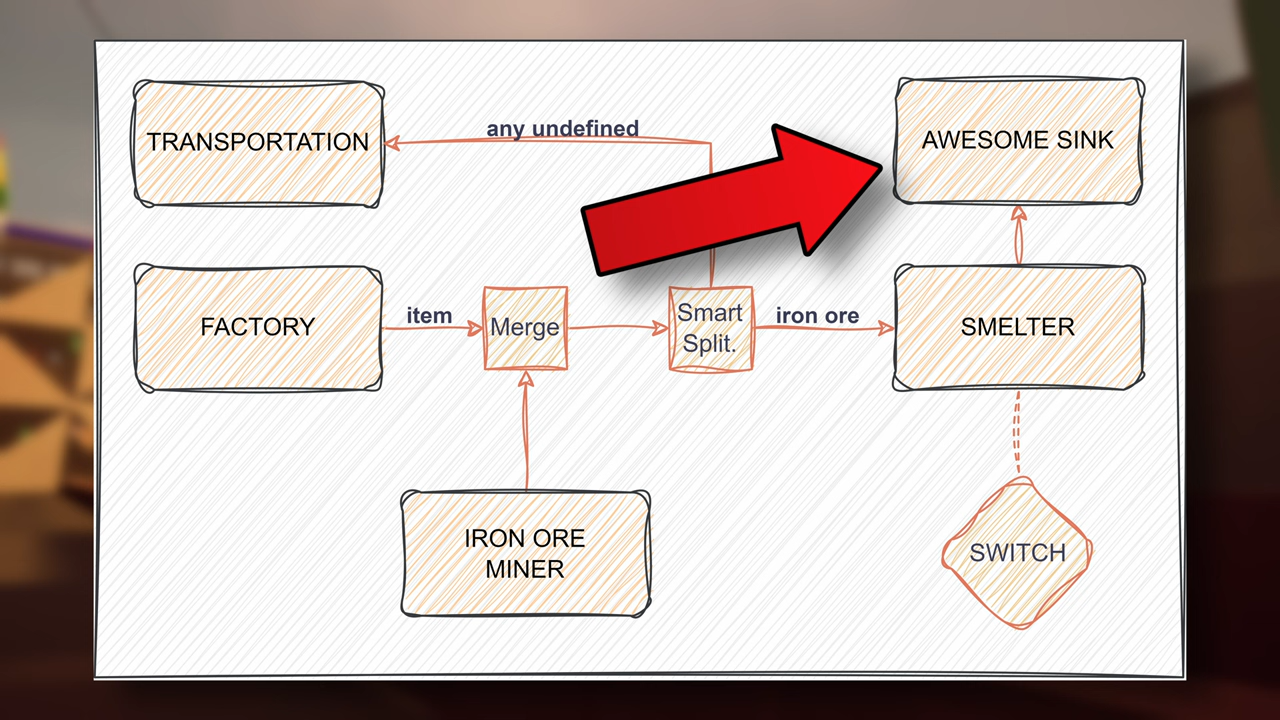 TRANSPORTATION
any undefined
AWESOME SINK
FACTORY
item
Merge
Smart
Split.
iron ore
SMELTER
IRON ORE
MINER
SWITCH